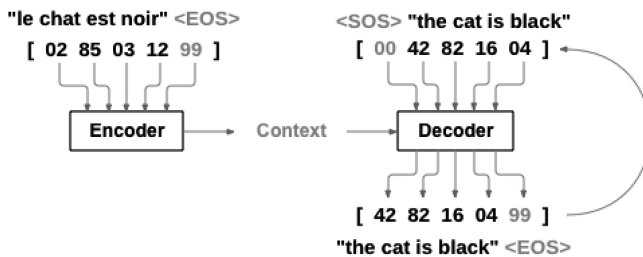 "le chat est noir" <EOS>
[ 02 85 03 12 99 ]
Encoder
Context
<SOS> "the cat is black"
[ 00 42 82 16 04 ]
Decoder
[ 42 82 16 04 99 ]
"the cat is black" <EOS>